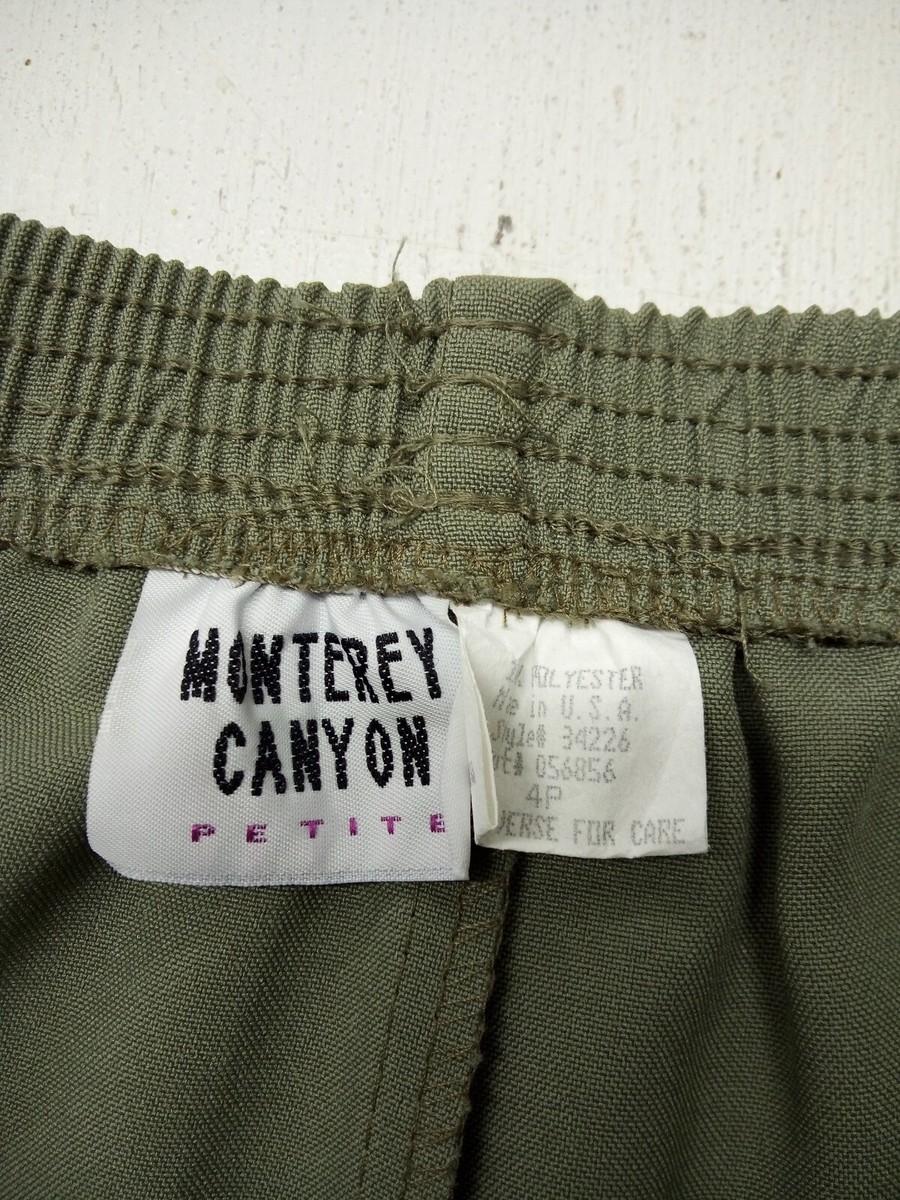 MONTEREY
CANYON
PETITE
POLYESTER
in U.S.A.
34226
056856
4P
FOR CARE